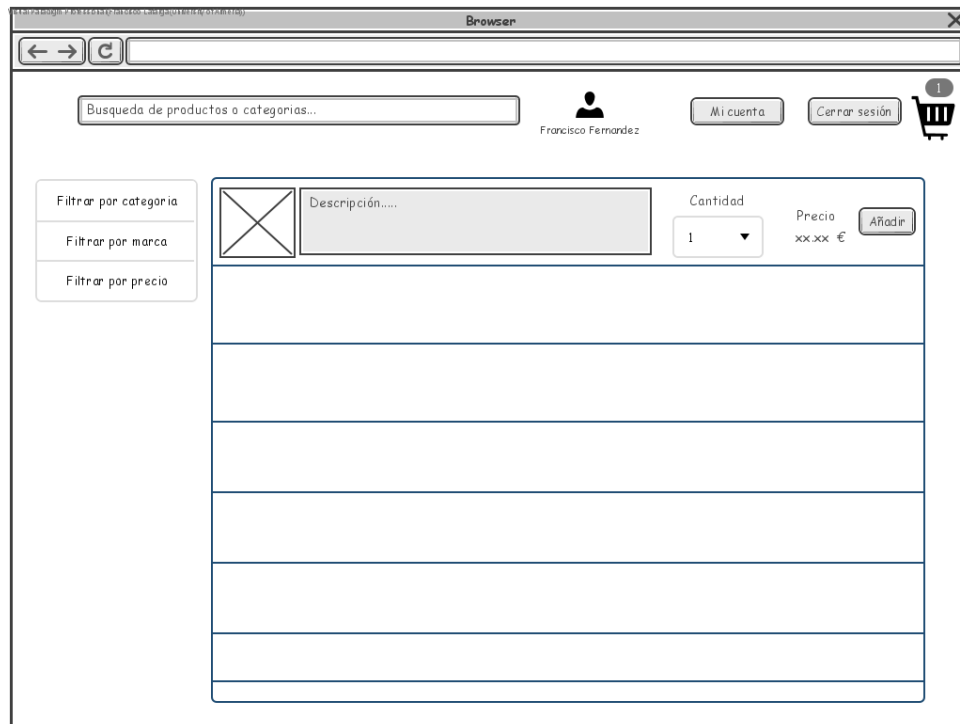 Browser
Busqueda de productos o categorias...
Francisco Fernandez
Mi cuenta
Cerrar sesión
1
Filtrar por categoria
Filtrar por marca
Filtrar por precio
Descripción.....
Cantidad
1
Precio
xx.xx €
Añadir